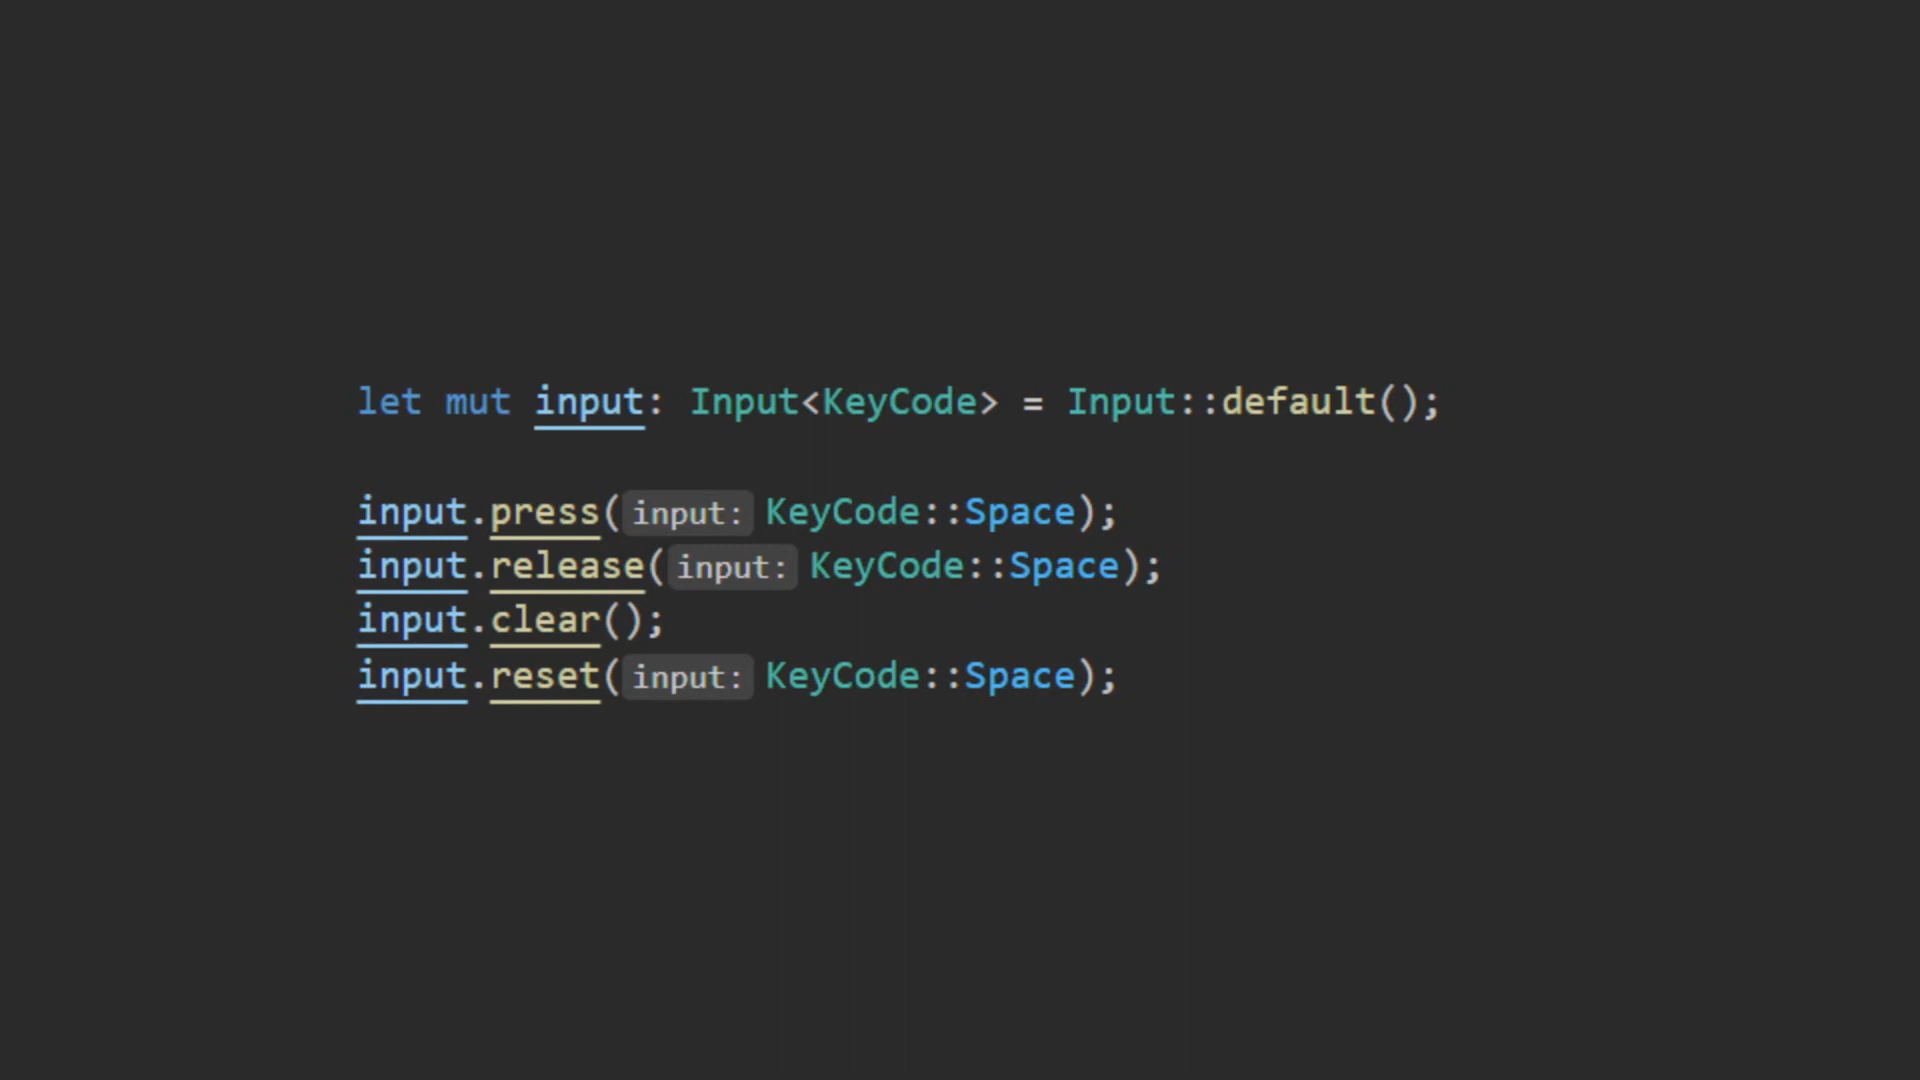 let mut input: Input<KeyCode> = Input::default();
input.press(input: KeyCode::Space);
input.release(input: KeyCode::Space);
input.clear();
input.reset(input: KeyCode::Space);